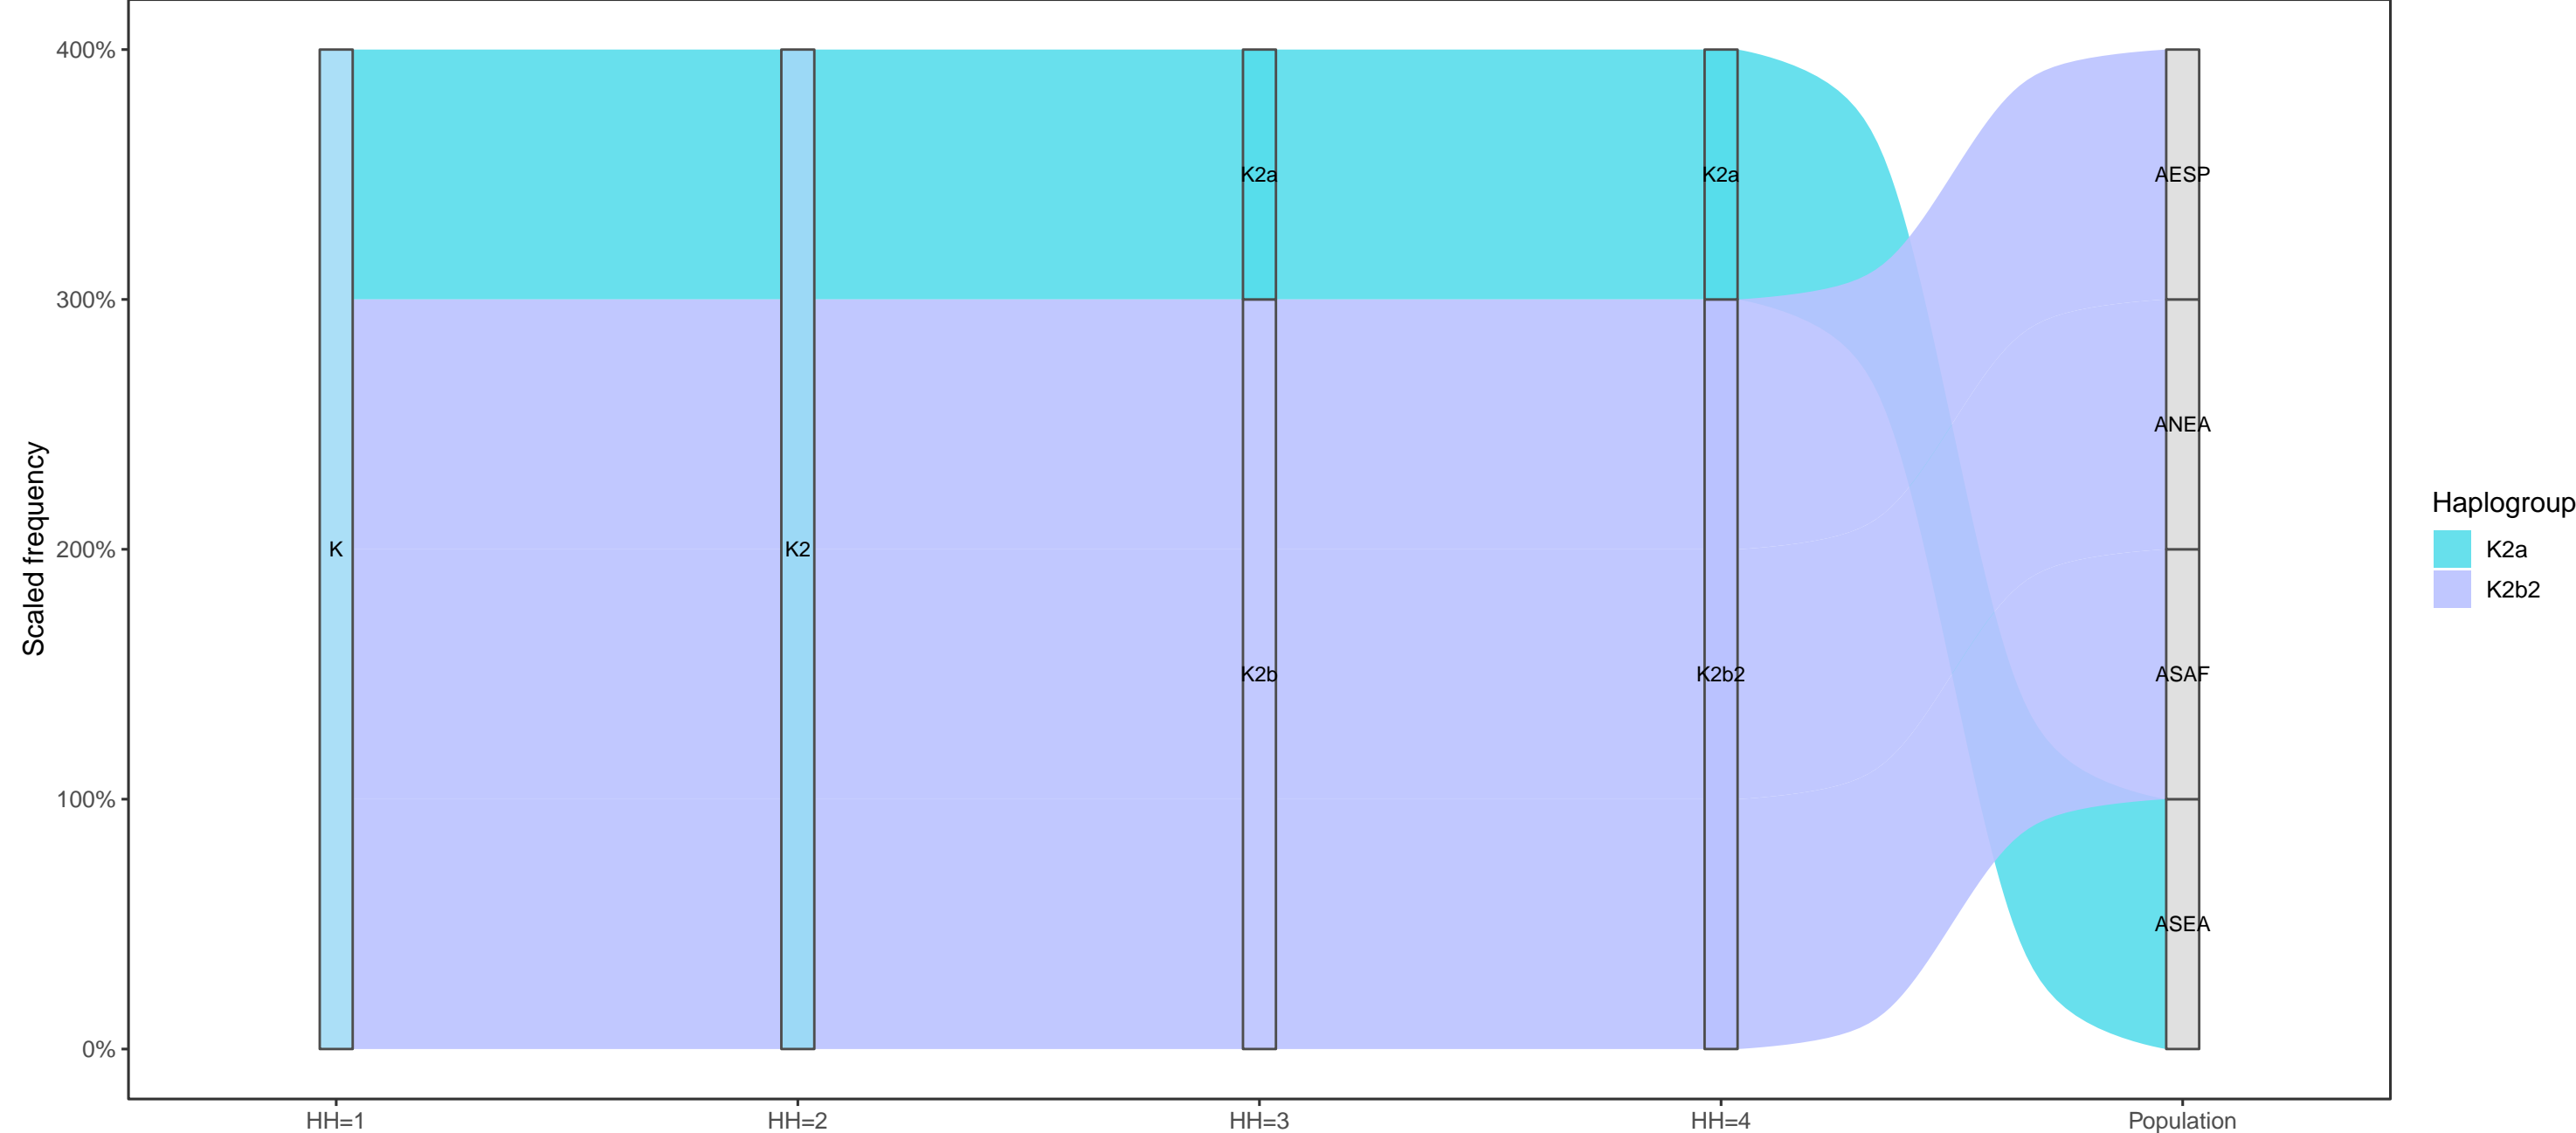 Scaled frequency
400%
300%
200%
100%
0%
K
K2
K2a
K2b
K2a
K2b2
AESP
ANEA
ASAF
ASEA
HH=1
HH=2
HH=3
HH=4
Population
Haplogroup
K2a
K2b2